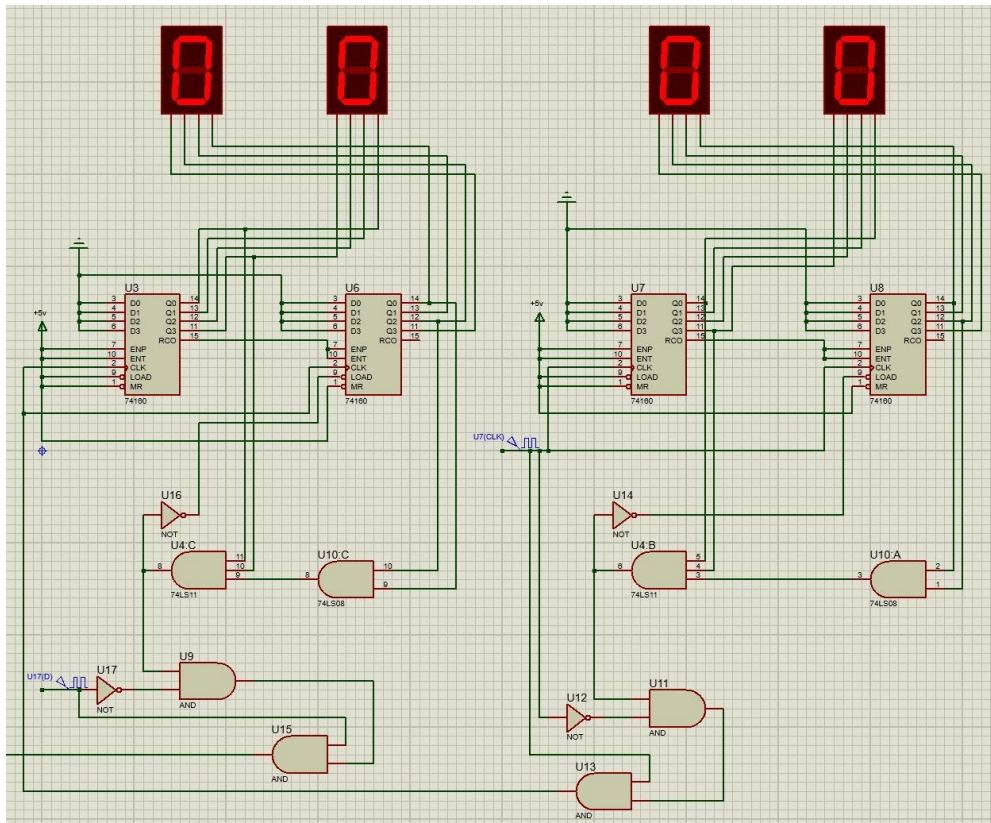 0 0 0 0
U3
3 D0 Q0 14
4 D1 Q1 13
5 D2 Q2 12
6 D3 Q3 11
RCO 15
7 ENP
10 ENT
2 CLK
9 LOAD
1 MR
74160
+5v
U6
3 D0 Q0 14
4 D1 Q1 13
5 D2 Q2 12
6 D3 Q3 11
RCO 15
7 ENP
10 ENT
2 CLK
9 LOAD
1 MR
74160
+5v
U7
3 D0 Q0 14
4 D1 Q1 13
5 D2 Q2 12
6 D3 Q3 11
RCO 15
7 ENP
10 ENT
2 CLK
9 LOAD
1 MR
74160
U8
3 D0 Q0 14
4 D1 Q1 13
5 D2 Q2 12
6 D3 Q3 11
RCO 15
7 ENP
10 ENT
2 CLK
9 LOAD
1 MR
74160
U7(CLK)
U16
NOT
U4:C
8
11
10
9
74LS11
U10:C
8
10
9
74LS08
U14
NOT
U4:B
6
5
4
3
74LS11
U10:A
3
2
1
74LS08
U17(D)
U17
NOT
U9
AND
U15
AND
U12
NOT
U11
AND
U13
AND